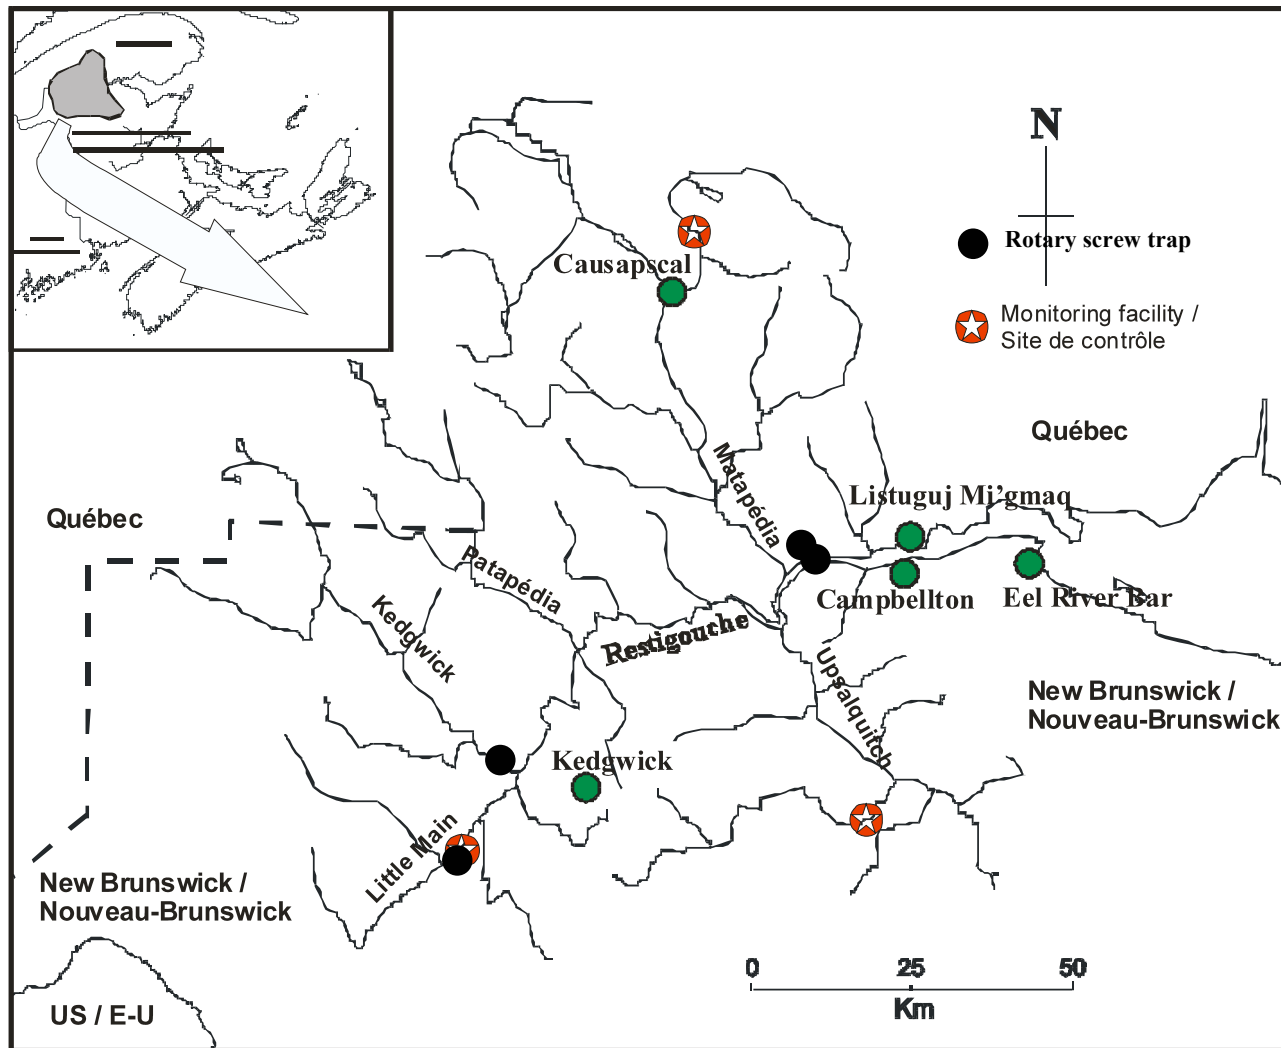 N
Rotary screw trap
Causapscal
Monitoring facility /
Site de contrôle
Québec
Matapédia
Listuguj Mi'gmaq
Québec
Patapédia
Campbellton
Eel River Bar
Kedgwick
Restigouche
Upsalquitch
New Brunswick /
Nouveau-Brunswick
Kedgwick
Little Main
New Brunswick /
Nouveau-Brunswick
0 25 50
Km
US / E-U